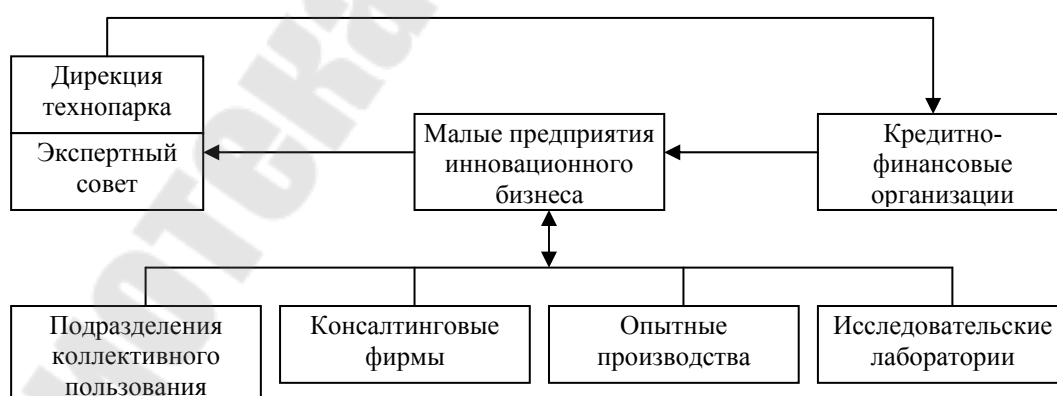 Дирекция
технопарка
Экспертный
совет
Малые предприятия
инновационного
бизнеса
Кредитно-
финансовые
организации
Подразделения
коллективного
пользования
Консалтинговые
фирмы
Опытные
производства
Исследовательские
лаборатории